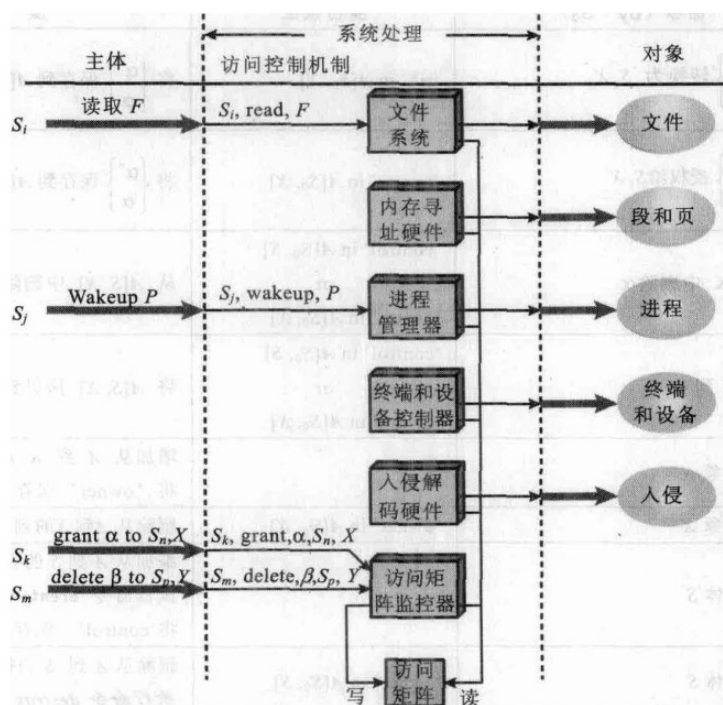 系统处理
主体
访问控制机制
对象
读取 F
Si
Si, read, F
文件
系统
文件
内存寻
址硬件
段和页
Wakeup P
Sj
Sj, wakeup, P
进程
管理器
进程
终端和设
备控制器
终端
和设备
入侵解
码硬件
入侵
grant α to Sn,X
Sk
Sk, grant,α,Sn, X
delete β to Sp,Y
Sm
Sm, delete,β,Sp, Y
访问矩
阵监控器
写
访问
矩阵
读